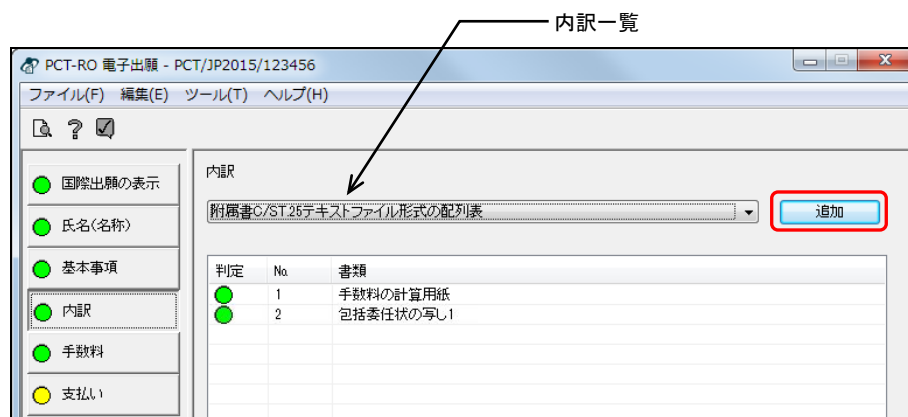 内訳一覧
PCT-RO 電子出願 - PCT/JP2015/123456
ファイル(F) 編集(E) ツール(T) ヘルプ(H)
国際出願の表示
氏名(名称)
基本事項
内訳
手数料
支払い
内訳
附属書C/ST.25テキストファイル形式の配列表
追加
判定 No. 書類
1 手数料の計算用紙
2 包括委任状の写し1